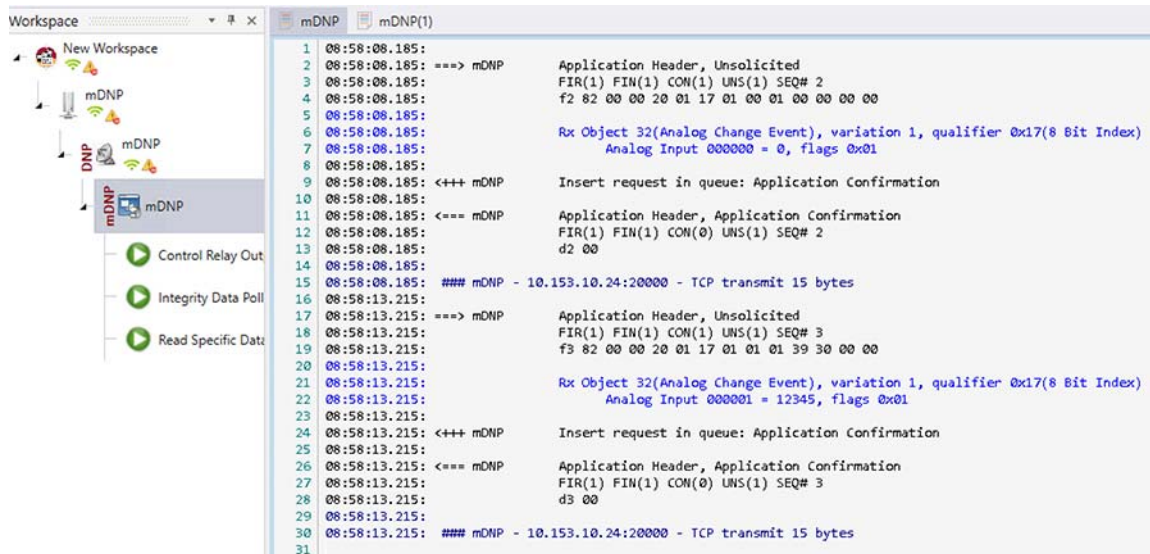 Workspace
New Workspace
mDNP
DNP
mDNP
mDNP
mDNP
Control Relay Out
Integrity Data Poll
Read Specific Data
mDNP
mDNP(1)
1 08:58:08.185:
2 08:58:08.185: ===> mDNP Application Header, Unsolicited
3 08:58:08.185: FIR(1) FIN(1) CON(1) UNS(1) SEQ# 2
4 08:58:08.185: f2 82 00 00 20 01 17 01 00 01 00 00 00 00
5 08:58:08.185:
6 08:58:08.185: Rx Object 32(Analog Change Event), variation 1, qualifier 0x17(8 Bit Index)
7 08:58:08.185: Analog Input 000000 = 0, flags 0x01
8 08:58:08.185:
9 08:58:08.185: <+++ mDNP Insert request in queue: Application Confirmation
10 08:58:08.185:
11 08:58:08.185: <=== mDNP Application Header, Application Confirmation
12 08:58:08.185: FIR(1) FIN(1) CON(0) UNS(1) SEQ# 2
13 08:58:08.185: d2 00
14 08:58:08.185:
15 08:58:08.185: ### mDNP - 10.153.10.24:20000 - TCP transmit 15 bytes
16 08:58:13.215:
17 08:58:13.215: ===> mDNP Application Header, Unsolicited
18 08:58:13.215: FIR(1) FIN(1) CON(1) UNS(1) SEQ# 3
19 08:58:13.215: f3 82 00 00 20 01 17 01 01 01 39 30 00 00
20 08:58:13.215:
21 08:58:13.215: Rx Object 32(Analog Change Event), variation 1, qualifier 0x17(8 Bit Index)
22 08:58:13.215: Analog Input 000001 = 12345, flags 0x01
23 08:58:13.215:
24 08:58:13.215: <+++ mDNP Insert request in queue: Application Confirmation
25 08:58:13.215:
26 08:58:13.215: <=== mDNP Application Header, Application Confirmation
27 08:58:13.215: FIR(1) FIN(1) CON(0) UNS(1) SEQ# 3
28 08:58:13.215: d3 00
29 08:58:13.215:
30 08:58:13.215: ### mDNP - 10.153.10.24:20000 - TCP transmit 15 bytes
31